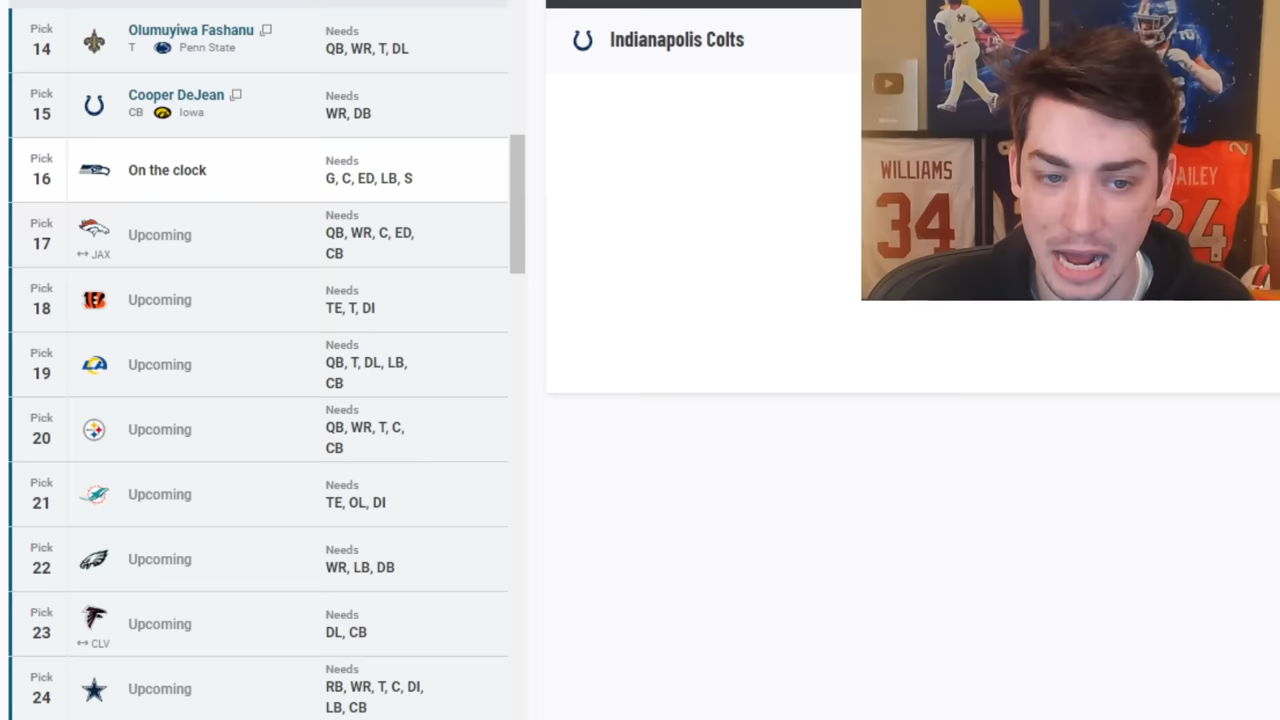 Pick
14
Olumuyiwa Fashanu
T Penn State
Needs
QB, WR, T, DL
Pick
15
Cooper DeJean
CB Iowa
Needs
WR, DB
Pick
16
On the clock
Needs
G, C, ED, LB, S
Pick
17
↔ JAX
Upcoming
Needs
QB, WR, C, ED,
CB
Pick
18
Upcoming
Needs
TE, T, DI
Pick
19
Upcoming
Needs
QB, T, DL, LB,
CB
Pick
20
Upcoming
Needs
QB, WR, T, C,
CB
Pick
21
Upcoming
Needs
TE, OL, DI
Pick
22
Upcoming
Needs
WR, LB, DB
Pick
23
↔ CLV
Upcoming
Needs
DL, CB
Pick
24
Upcoming
Needs
RB, WR, T, C, DI,
LB, CB
Indianapolis Colts
WILLIAMS
34
AILEY
24
2